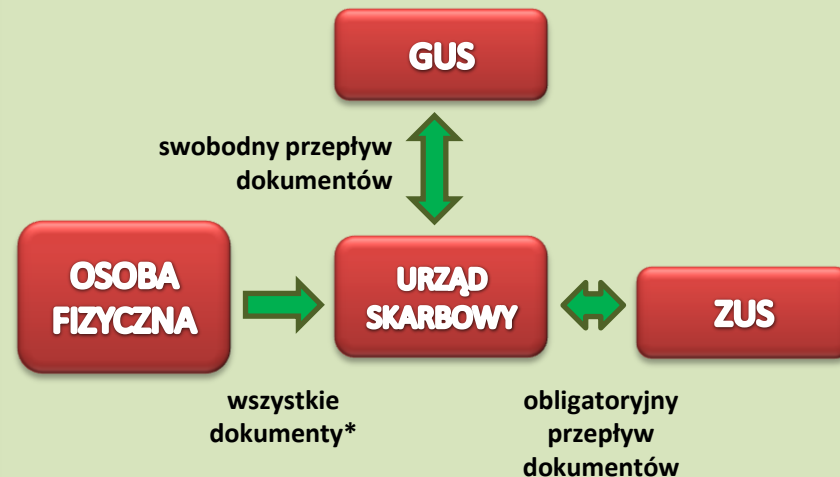 GUS
swobodny przepływ
dokumentów
OSOBA
FIZYCZNA
URZĄD
SKARBOWY
ZUS
wszystkie
dokumenty*
obligatoryjny
przepływ
dokumentów